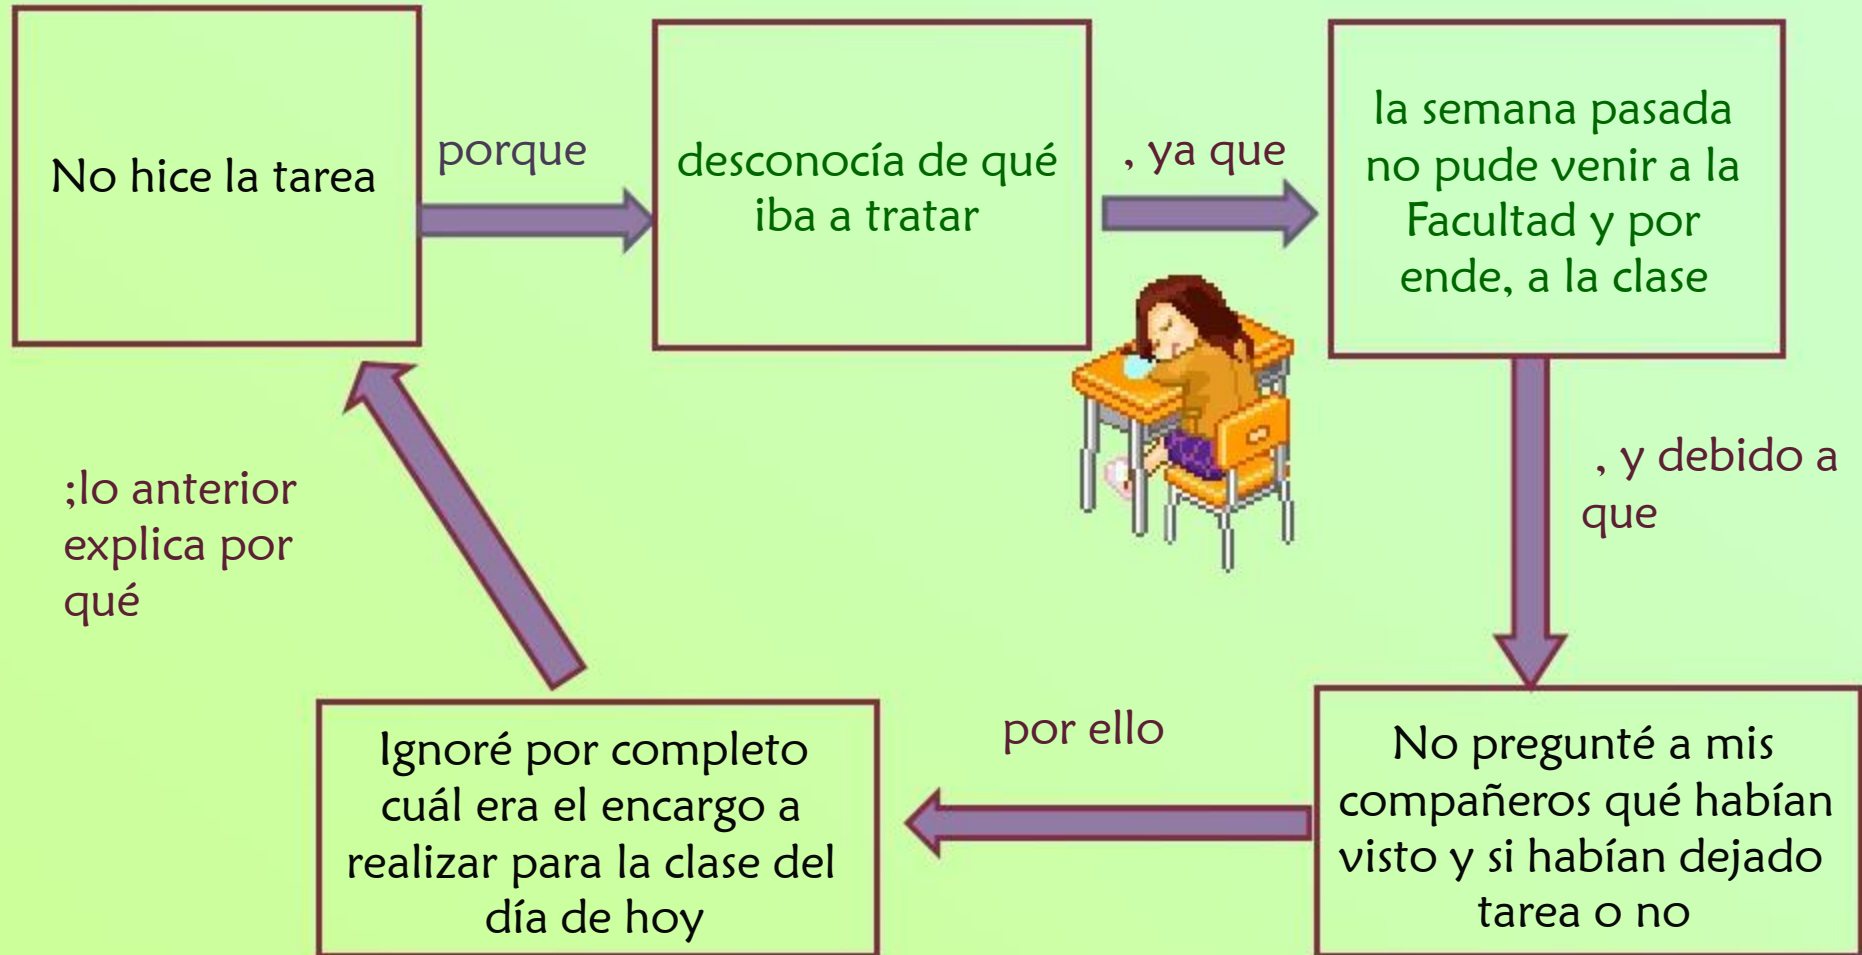 No hice la tarea
porque
desconocía de qué
iba a tratar
, ya que
la semana pasada
no pude venir a la
Facultad y por
ende, a la clase
, y debido a
que
No pregunté a mis
compañeros qué habían
visto y si habían dejado
tarea o no
por ello
Ignoré por completo
cuál era el encargo a
realizar para la clase del
día de hoy
;lo anterior
explica por
qué